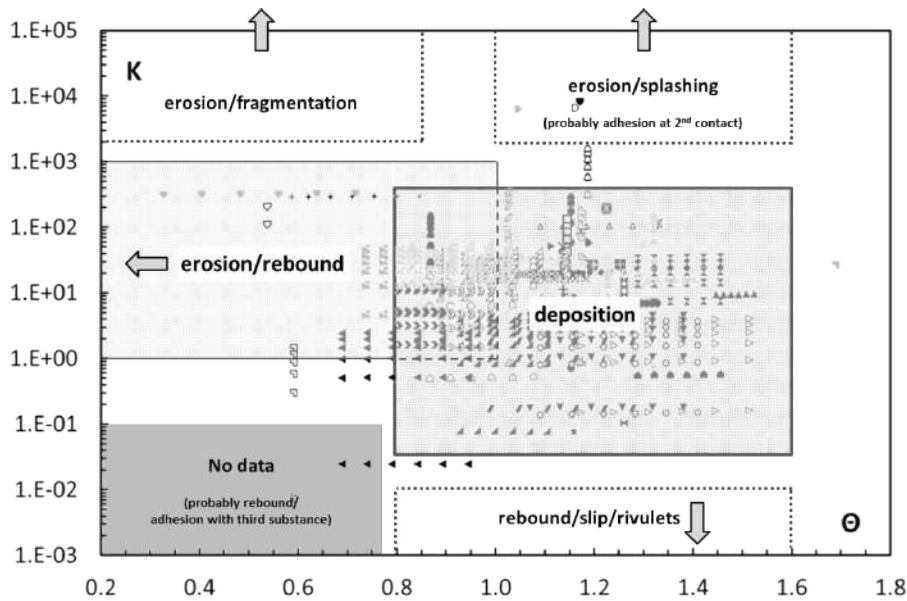 1.E+05
K
erosion/fragmentation
erosion/splashing
(probably adhesion at 2nd contact)
1.E+04
1.E+03
1.E+02
erosion/rebound
1.E+01
deposition
1.E+00
1.E-01
No data
(probably rebound/
adhesion with third substance)
1.E-02
rebound/slip/rivulets
Θ
1.E-03
0.2 0.4 0.6 0.8 1.0 1.2 1.4 1.6 1.8